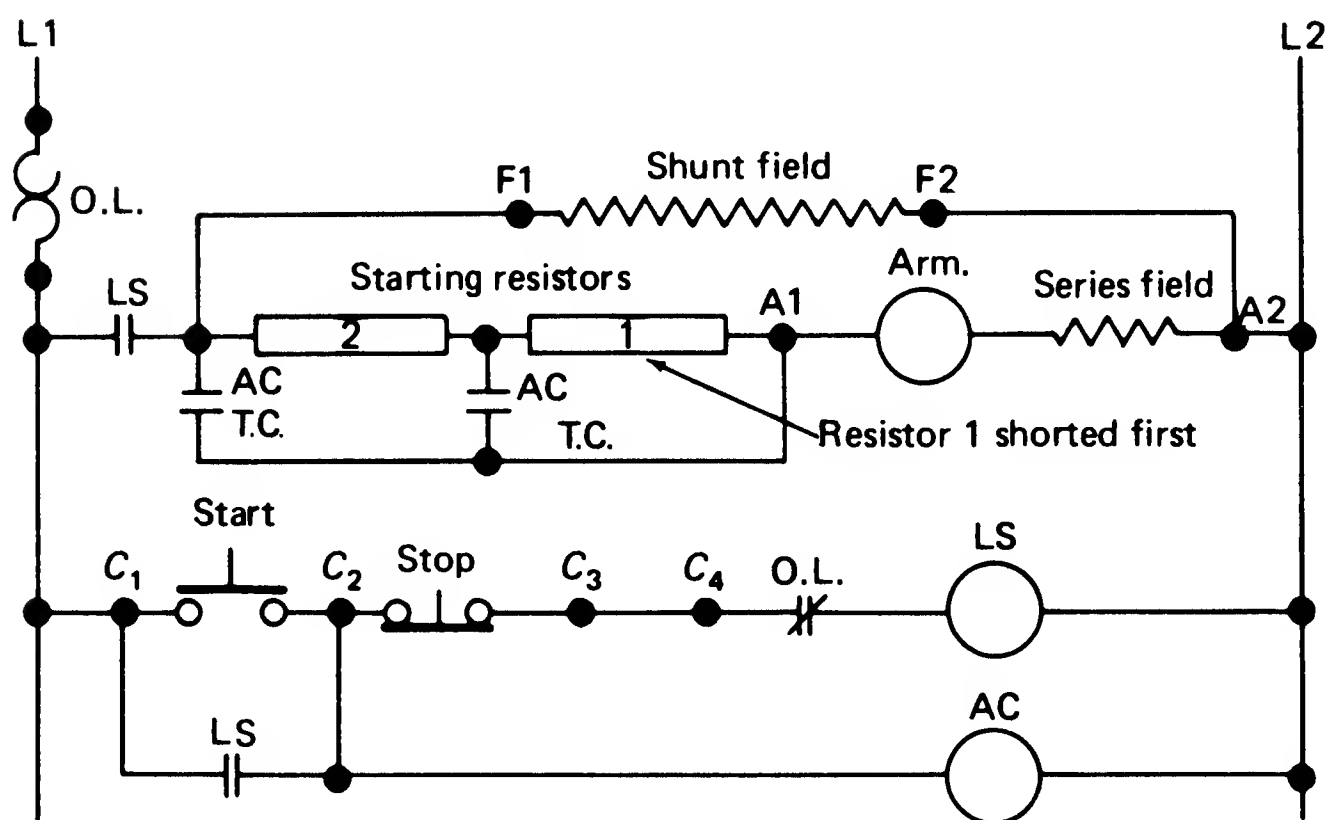 L1
L2
O.L.
F1
Shunt field
F2
LS
Starting resistors
A1
Arm.
Series field
A2
2
1
AC
T.C.
AC
T.C.
Resistor 1 shorted first
Start
C₁
C₂
Stop
C₃
C₄
O.L.
LS
LS
AC